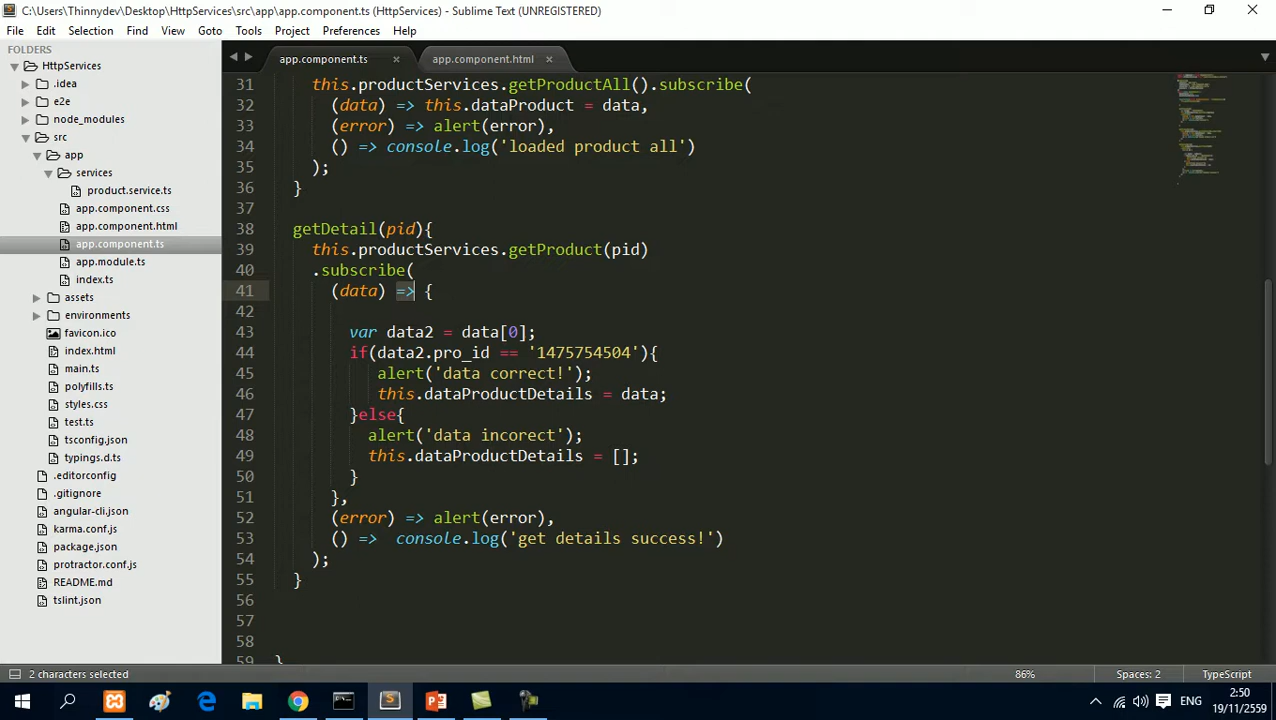 C:\Users\Thinnydev\Desktop\HttpServices\src\app\app.component.ts (HttpServices) - Sublime Text (UNREGISTERED)
File Edit Selection Find View Goto Tools Project Preferences Help
FOLDERS
HttpServices
.idea
e2e
node_modules
src
app
services
product.service.ts
app.component.css
app.component.html
app.component.ts
app.module.ts
index.ts
assets
environments
favicon.ico
index.html
main.ts
polyfills.ts
styles.css
test.ts
tsconfig.json
typings.d.ts
.editorconfig
.gitignore
angular-cli.json
karma.conf.js
package.json
protractor.conf.js
README.md
tslint.json
app.component.ts app.component.html
31 this.productServices.getProductAll().subscribe(
32 (data) => this.dataProduct = data,
33 (error) => alert(error),
34 () => console.log('loaded product all')
35 );
36 }
37
38 getDetail(pid){
39 this.productServices.getProduct(pid)
40 .subscribe(
41 (data) => {
42
43 var data2 = data[0];
44 if(data2.pro_id == '1475754504'){
45 alert('data correct!');
46 this.dataProductDetails = data;
47 }else{
48 alert('data incorect');
49 this.dataProductDetails = [];
50 }
51 },
52 (error) => alert(error),
53 () => console.log('get details success!')
54 );
55 }
56
57
58
59 }
2 characters selected 86% Spaces: 2 TypeScript
ENG 2:50
19/11/2559